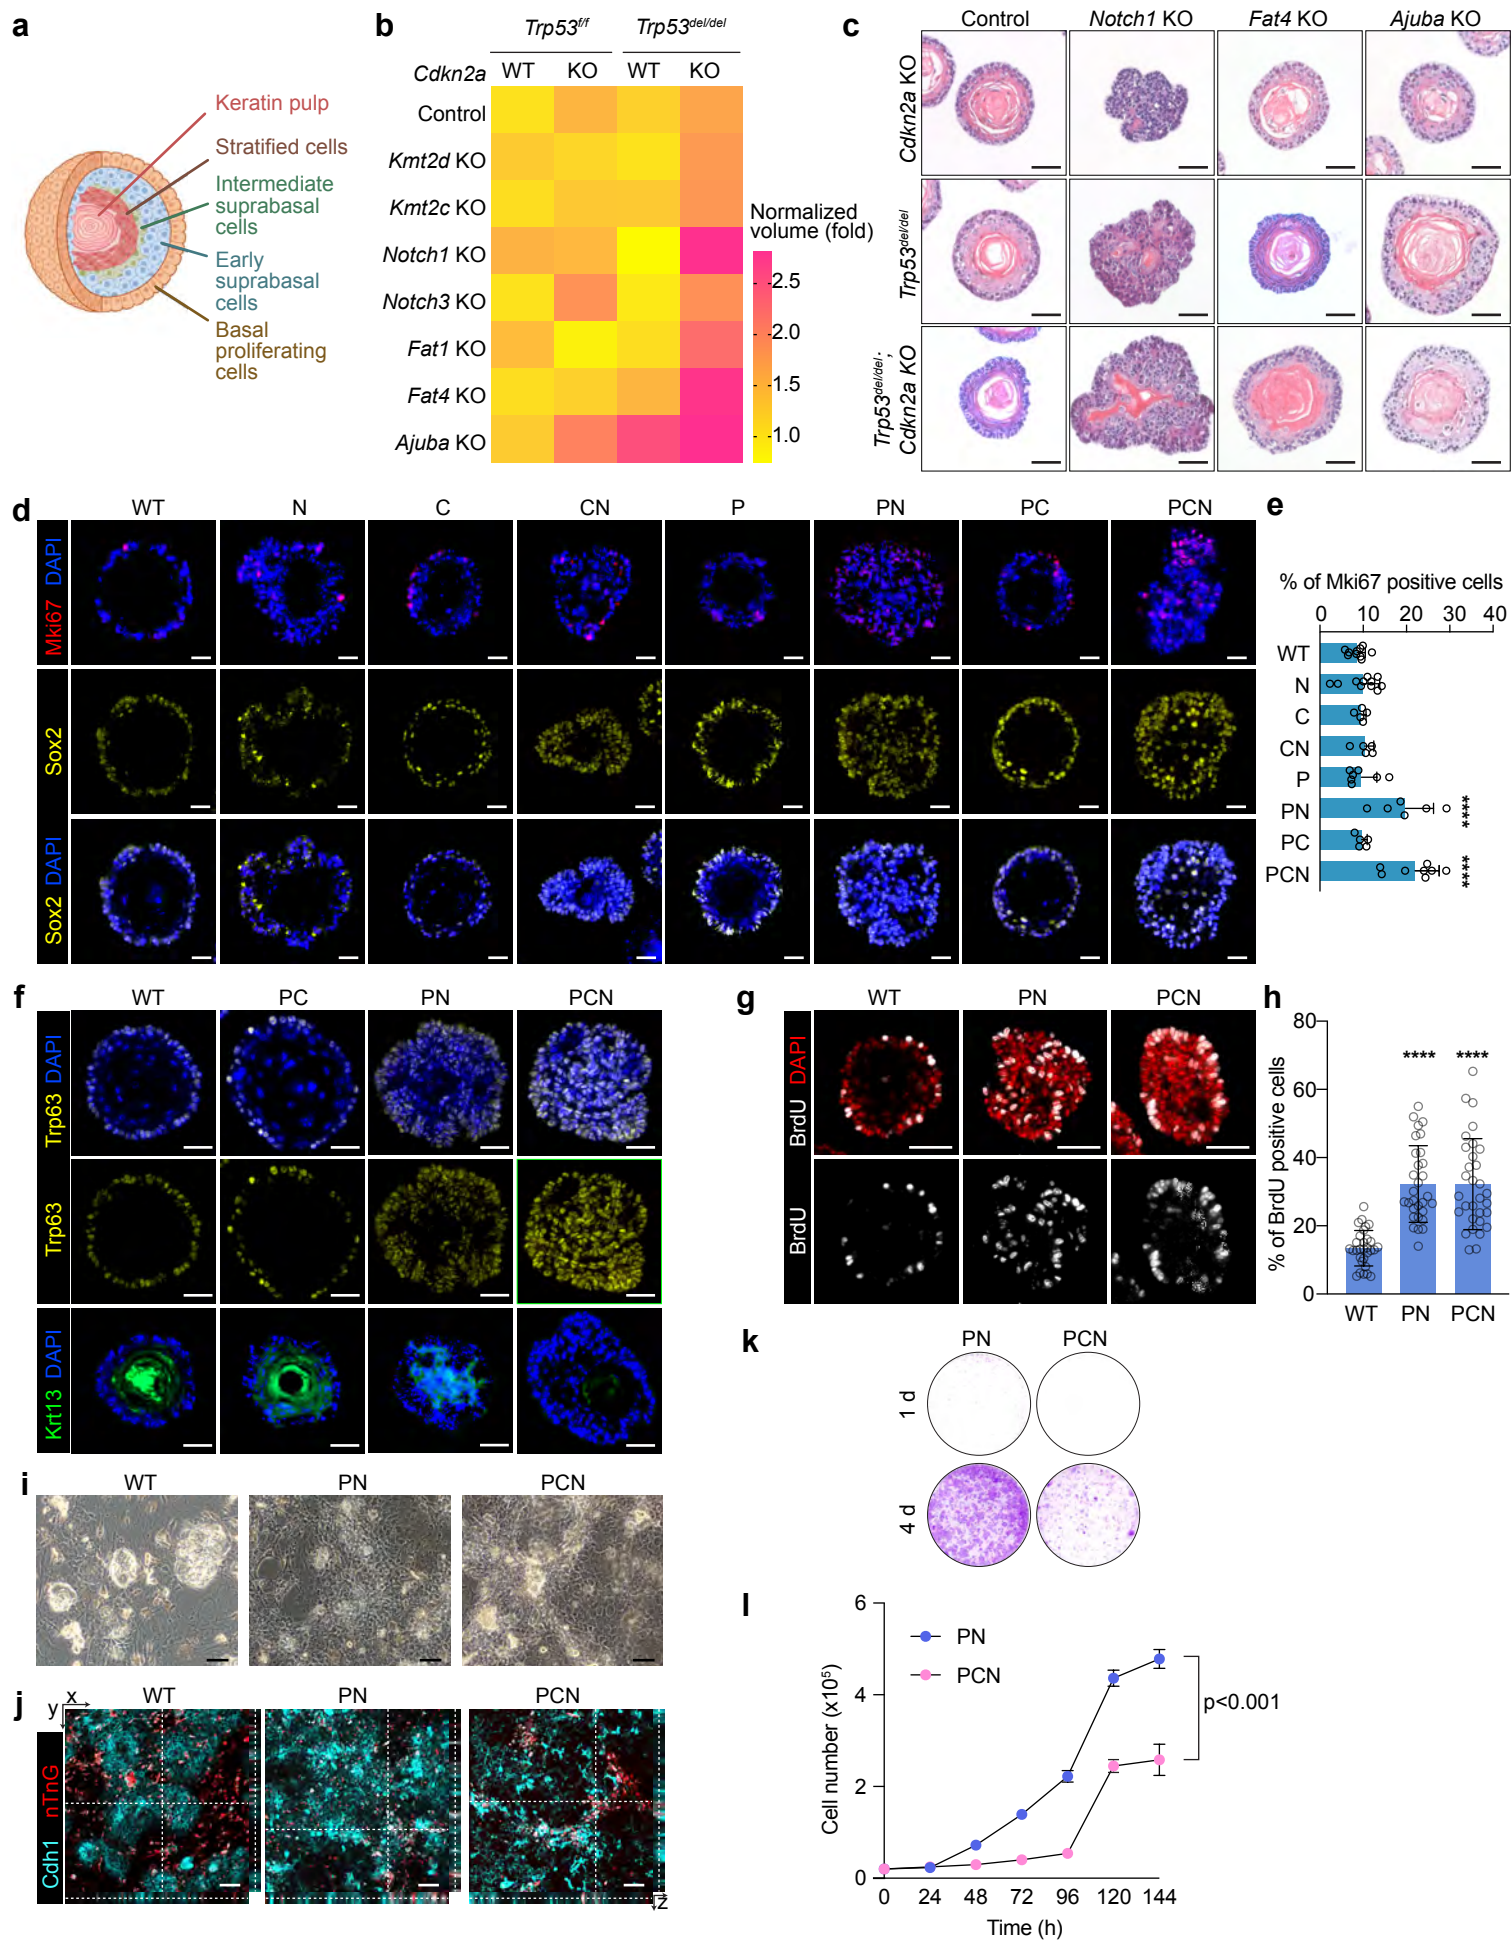 a
Keratin pulp
Stratified cells
Intermediate
suprabasal
cells
Early
suprabasal
cells
Basal
proliferating
cells
b
Trp53f/f Trp53del/del
Cdkn2a WT KO WT KO
Control
Kmt2d KO
Kmt2c KO
Notch1 KO
Notch3 KO
Fat1 KO
Fat4 KO
Ajuba KO
Normalized
volume (fold)
2.5
2.0
1.5
1.0
c
Control Notch1 KO Fat4 KO Ajuba KO
Cdkn2a KO
Trp53del/del
Trp53del/del;
Cdkn2a KO
d
WT N C CN P PN PC PCN
Mki67 DAPI
Sox2
Sox2 DAPI
e
% of Mki67 positive cells
0 10 20 30 40
WT
N
C
CN
P
PN ****
PC
PCN ****
f
WT PC PN PCN
Trp63 DAPI
Trp63
Krt13 DAPI
g
WT PN PCN
BrdU DAPI
BrdU
h
% of BrdU positive cells
80
60
40
20
0
**** ****
WT PN PCN
i
WT PN PCN
j
x
y
z
WT PN PCN
Cdh1 nTnG
k
PN PCN
1 d
4 d
l
Cell number (x10⁵)
6
4
2
0
PN
PCN
p<0.001
0 24 48 72 96 120 144
Time (h)